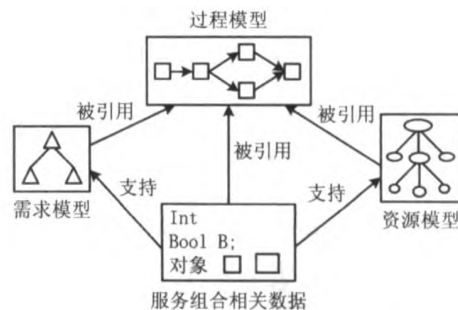 过程模型
被引用
被引用
被引用
需求模型
支持
支持
资源模型
Int
Bool B;
对象
服务组合相关数据